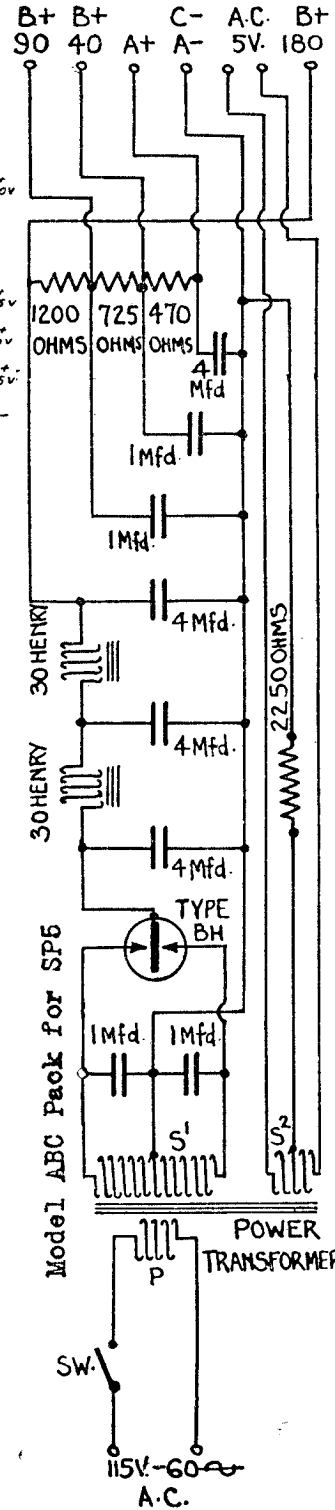 B+ B+ C- A.C. B+
90 40 A+ A- 5V. 180
1200 725 470
OHMS OHMS OHMS
4
Mfd
1Mfd.
1Mfd.
4Mfd.
30HENRY
2250OHMS
4Mfd.
30HENRY
4Mfd.
TYPE
BH
1Mfd. 1Mfd.
Model ABC Pack for SP5
S¹ S²
POWER
TRANSFORMER
P
SW.
115V.-60~
A.C.